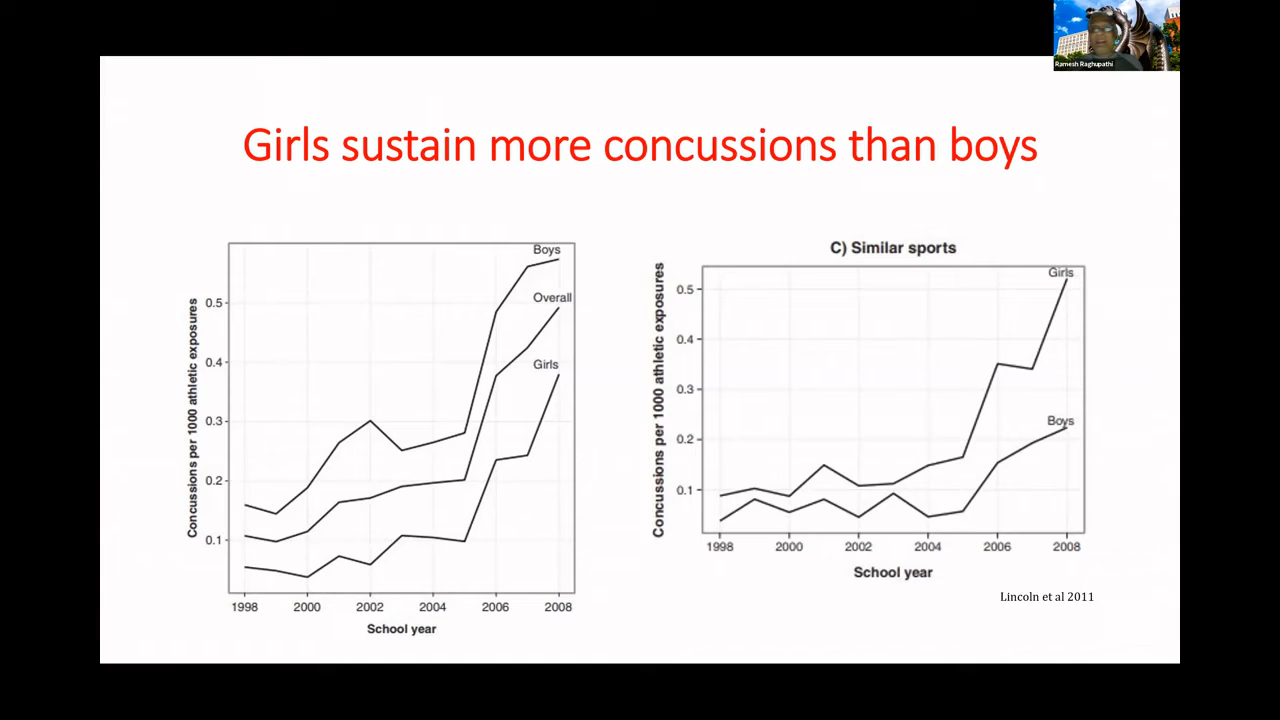 Ramesh Raghupathi
Girls sustain more concussions than boys
Concussions per 1000 athletic exposures
0.5
0.4
0.3
0.2
0.1
Boys
Overall
Girls
1998 2000 2002 2004 2006 2008
School year
C) Similar sports
Concussions per 1000 athletic exposures
0.5
0.4
0.3
0.2
0.1
Girls
Boys
1998 2000 2002 2004 2006 2008
School year
Lincoln et al 2011